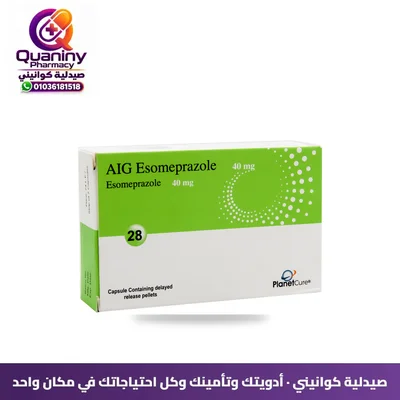 Quaniny
Pharmacy
صيدلية كوانيني
01036181518
AIG Esomeprazole 40 mg
Esomeprazole 40 mg
28
Capsule Containing delayed
release pellets
PlanetCure®
صيدلية كوانيني - أدويتك وتأمينك وكل احتياجاتك في مكان واحد